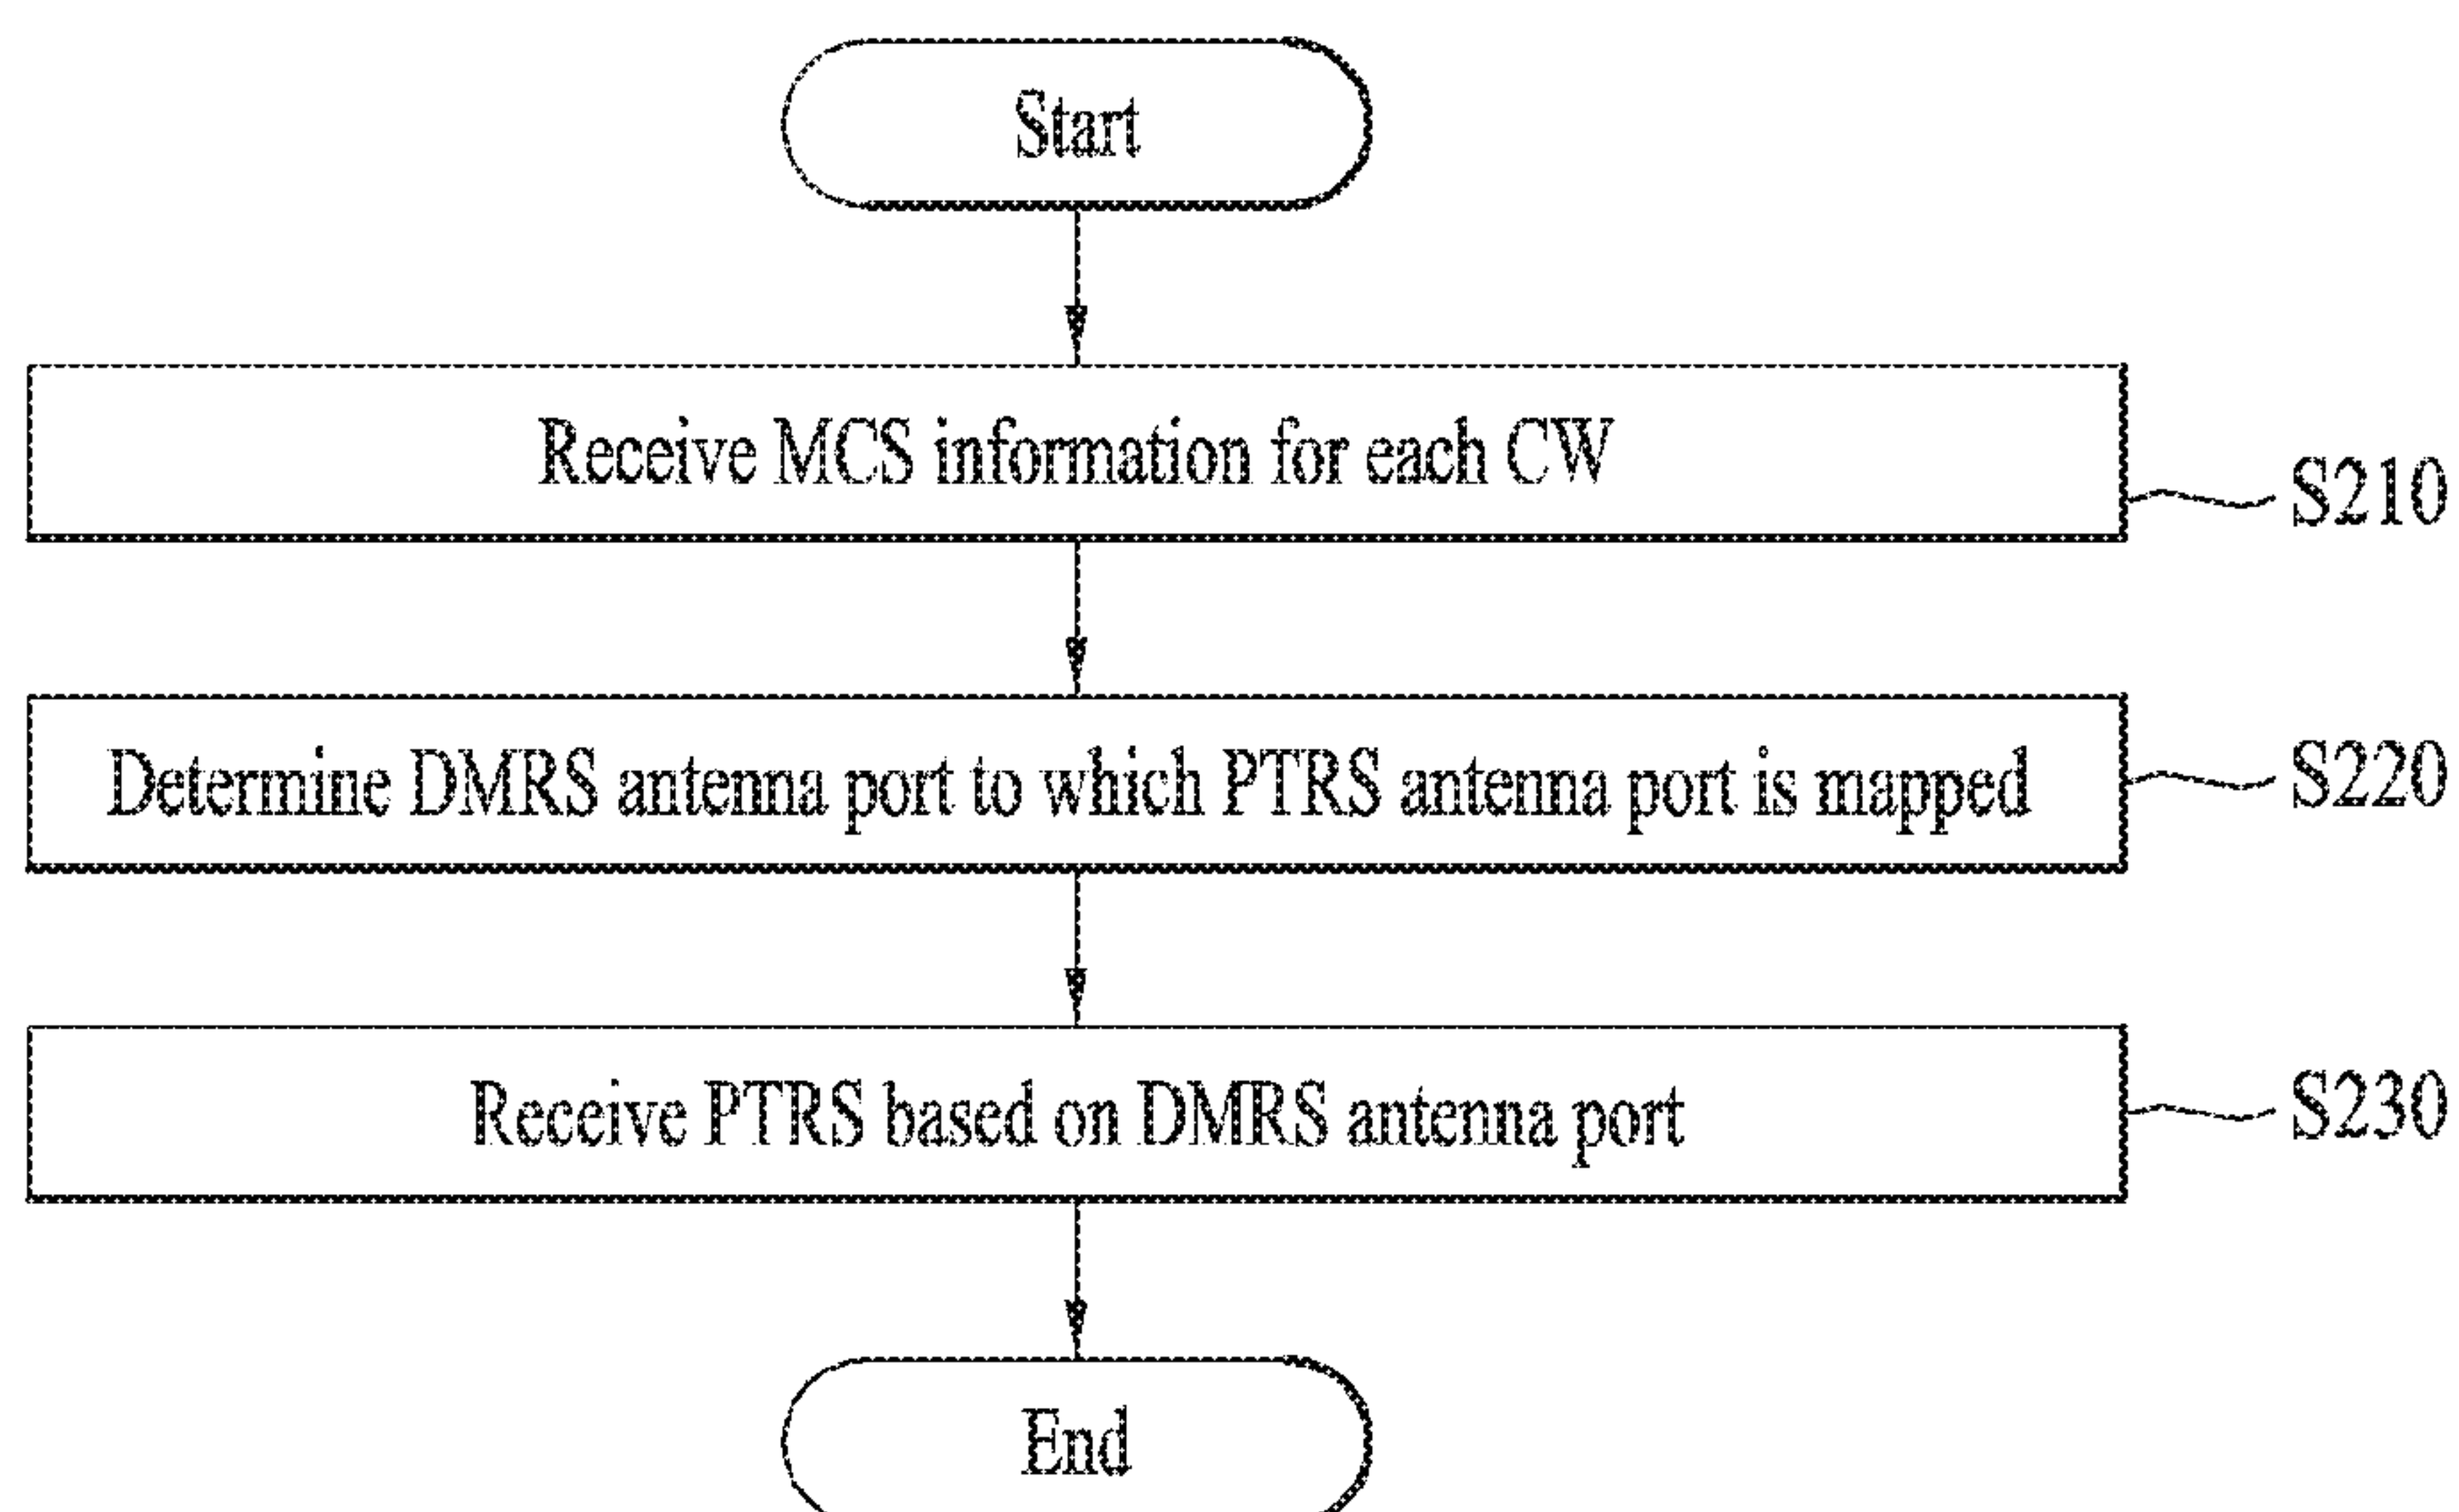 Start
Receive MCS information for each CW
S210
Determine DMRS antenna port to which PTRS antenna port is mapped
S220
Receive PTRS based on DMRS antenna port
S230
End